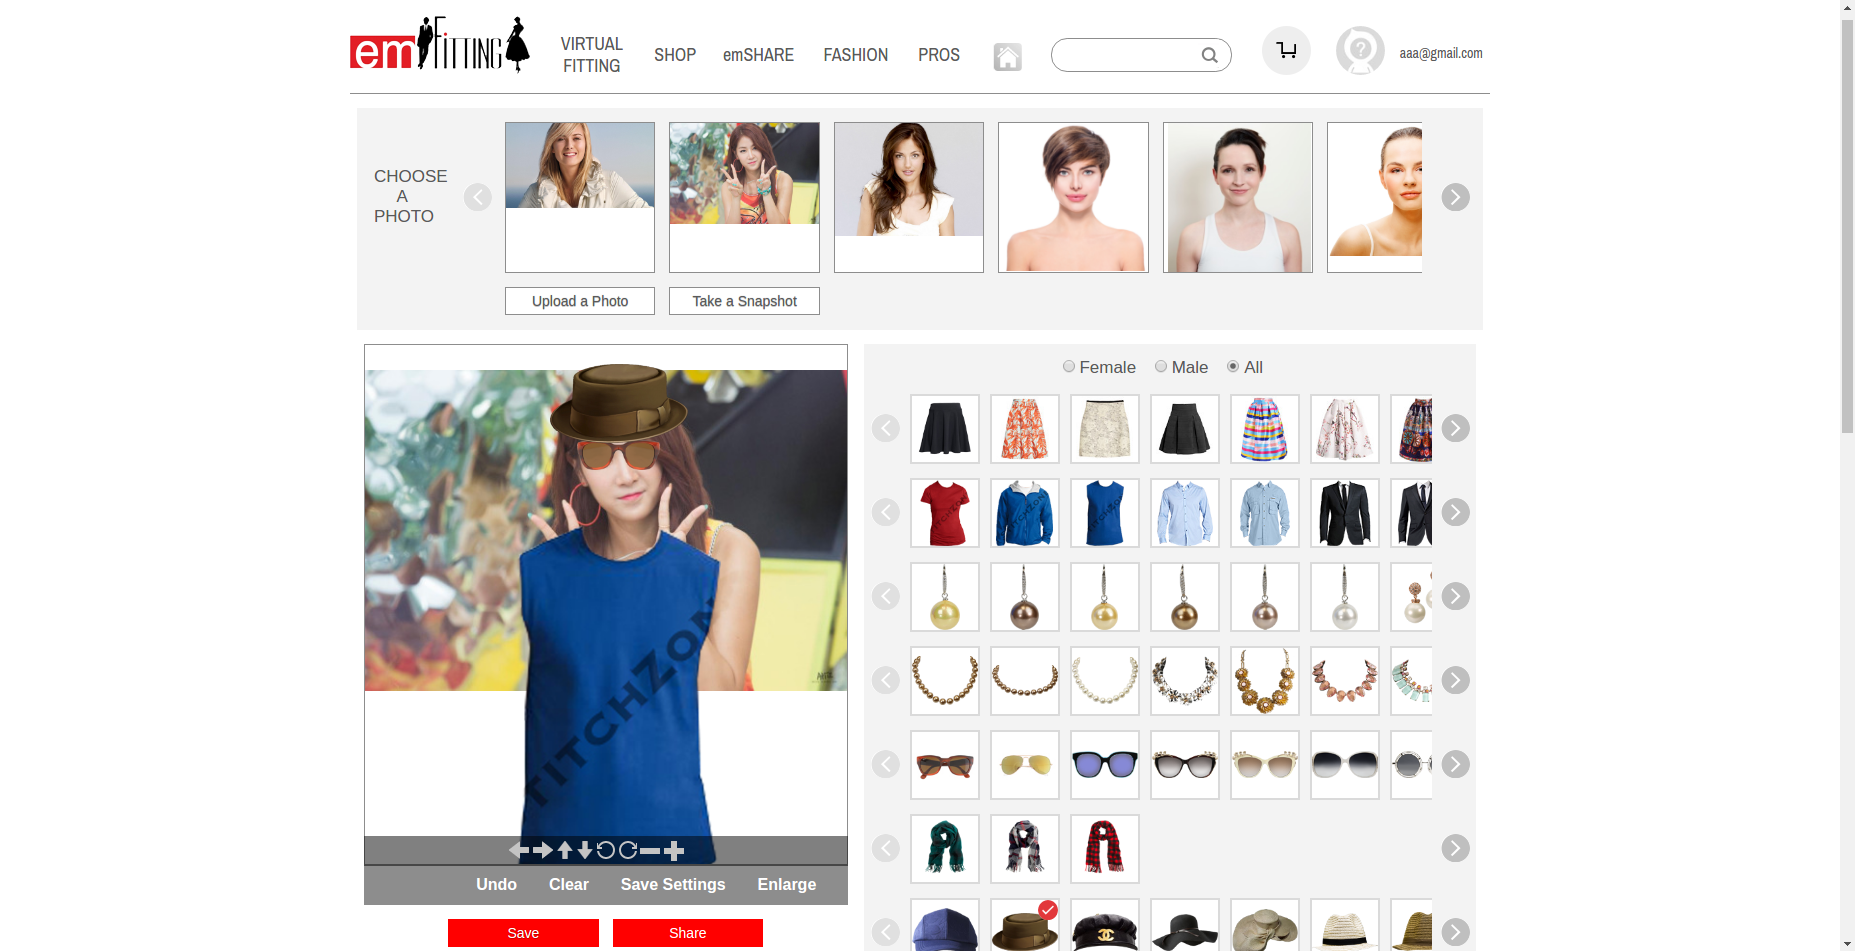 em FITTING
VIRTUAL
FITTING
SHOP
emSHARE
FASHION
PROS
aaa@gmail.com
CHOOSE
A
PHOTO
Upload a Photo
Take a Snapshot
Female
Male
All
TITCHZON
Undo
Clear
Save Settings
Enlarge
Save
Share